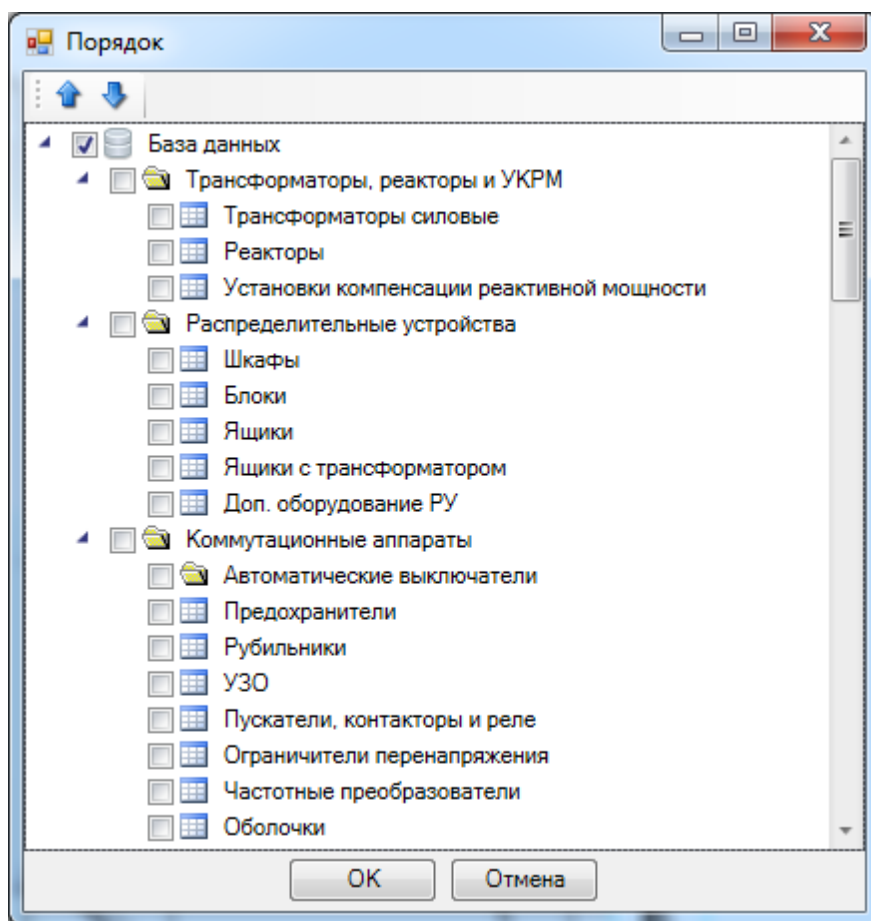 Порядок
База данных
Трансформаторы, реакторы и УКРМ
Трансформаторы силовые
Реакторы
Установки компенсации реактивной мощности
Распределительные устройства
Шкафы
Блоки
Ящики
Ящики с трансформатором
Доп. оборудование РУ
Коммутационные аппараты
Автоматические выключатели
Предохранители
Рубильники
УЗО
Пускатели, контакторы и реле
Ограничители перенапряжения
Частотные преобразователи
Оболочки
OK Отмена